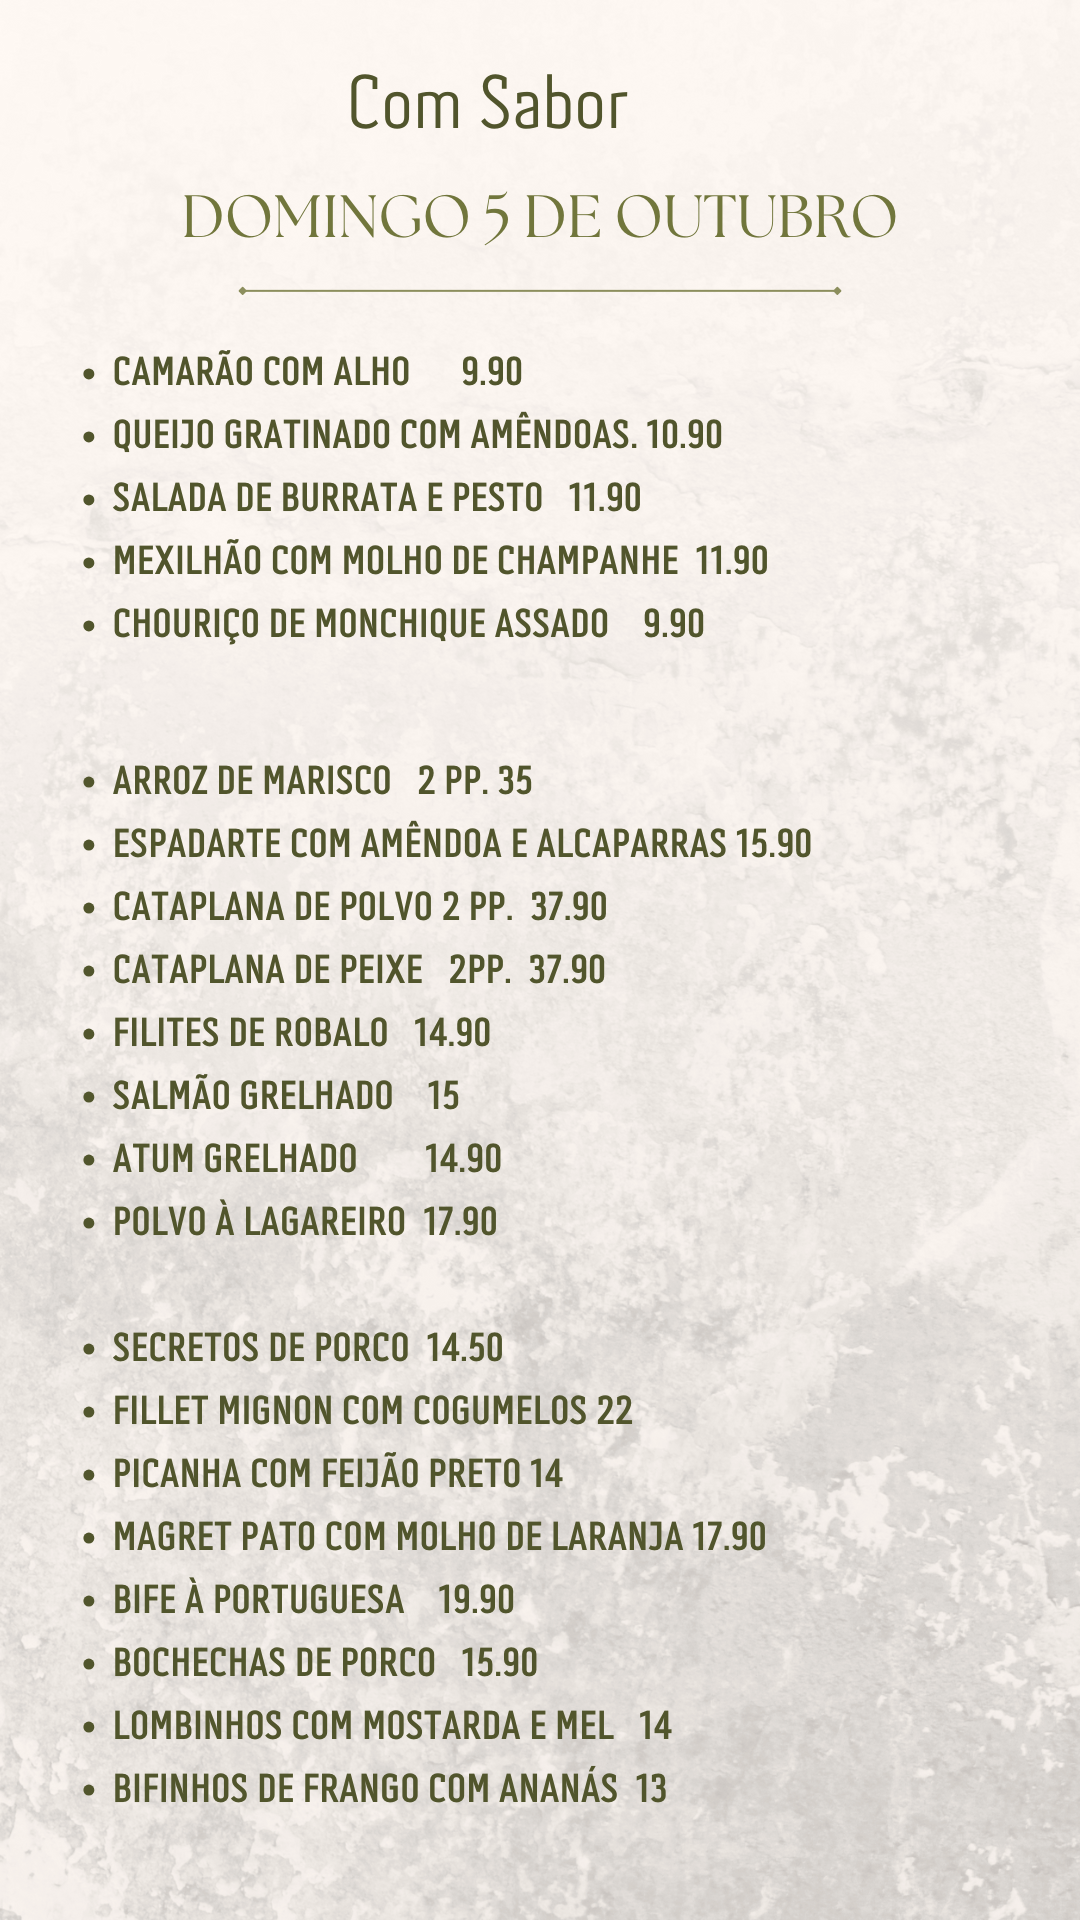 Com Sabor
DOMINGO 5 DE OUTUBRO
• CAMARÃO COM ALHO 9.90
• QUEIJO GRATINADO COM AMÊNDOAS. 10.90
• SALADA DE BURRATA E PESTO 11.90
• MEXILHÃO COM MOLHO DE CHAMPANHE 11.90
• CHOURIÇO DE MONCHIQUE ASSADO 9.90
• ARROZ DE MARISCO 2 PP. 35
• ESPADARTE COM AMÊNDOA E ALCAPARRAS 15.90
• CATAPLANA DE POLVO 2 PP. 37.90
• CATAPLANA DE PEIXE 2PP. 37.90
• FILITES DE ROBALO 14.90
• SALMÃO GRELHADO 15
• ATUM GRELHADO 14.90
• POLVO À LAGAREIRO 17.90
• SECRETOS DE PORCO 14.50
• FILLET MIGNON COM COGUMELOS 22
• PICANHA COM FEIJÃO PRETO 14
• MAGRET PATO COM MOLHO DE LARANJA 17.90
• BIFE À PORTUGUESA 19.90
• BOCHECHAS DE PORCO 15.90
• LOMBINHOS COM MOSTARDA E MEL 14
• BIFINHOS DE FRANGO COM ANANÁS 13